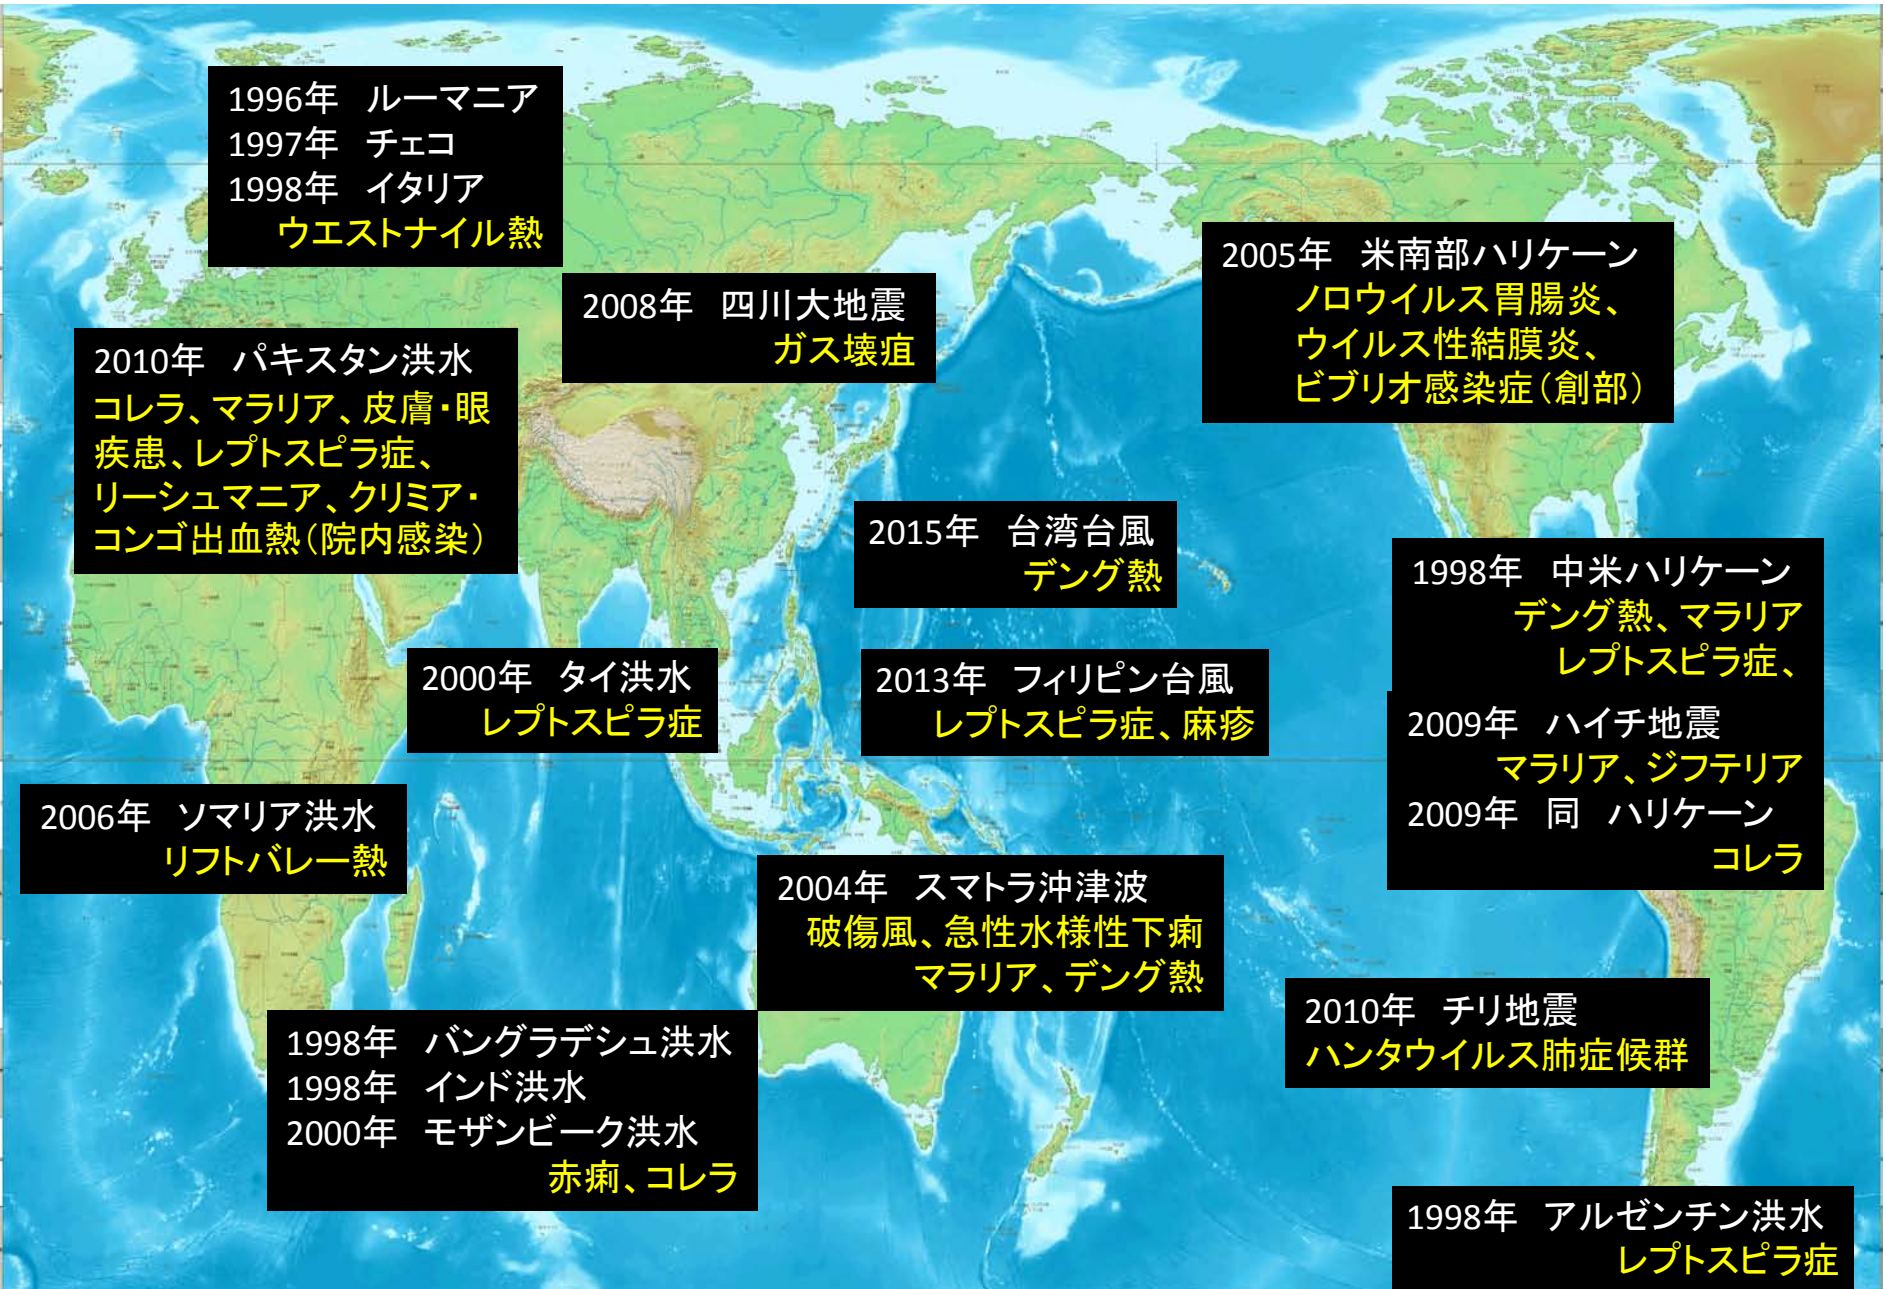 1996年 ルーマニア
1997年 チェコ
1998年 イタリア
ウエストナイル熱
2008年 四川大地震
ガス壊疽
2005年 米南部ハリケーン
ノロウイルス胃腸炎、
ウイルス性結膜炎、
ビブリオ感染症(創部)
2010年 パキスタン洪水
コレラ、マラリア、皮膚・眼
疾患、レプトスピラ症、
リーシュマニア、クリミア・
コンゴ出血熱(院内感染)
2015年 台湾台風
デング熱
1998年 中米ハリケーン
デング熱、マラリア
レプトスピラ症、
2000年 タイ洪水
レプトスピラ症
2013年 フィリピン台風
レプトスピラ症、麻疹
2009年 ハイチ地震
マラリア、ジフテリア
2009年 同 ハリケーン
コレラ
2006年 ソマリア洪水
リフトバレー熱
2004年 スマトラ沖津波
破傷風、急性水様性下痢
マラリア、デング熱
2010年 チリ地震
ハンタウイルス肺症候群
1998年 バングラデシュ洪水
1998年 インド洪水
2000年 モザンビーク洪水
赤痢、コレラ
1998年 アルゼンチン洪水
レプトスピラ症